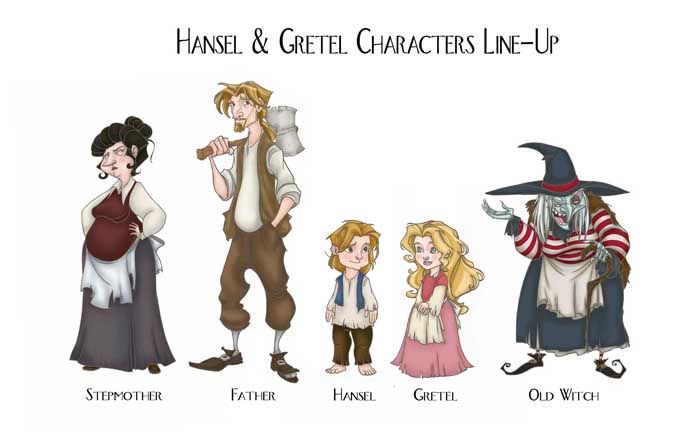 Hansel & Gretel Characters Line-Up
Stepmother
Father
Hansel
Gretel
Old Witch